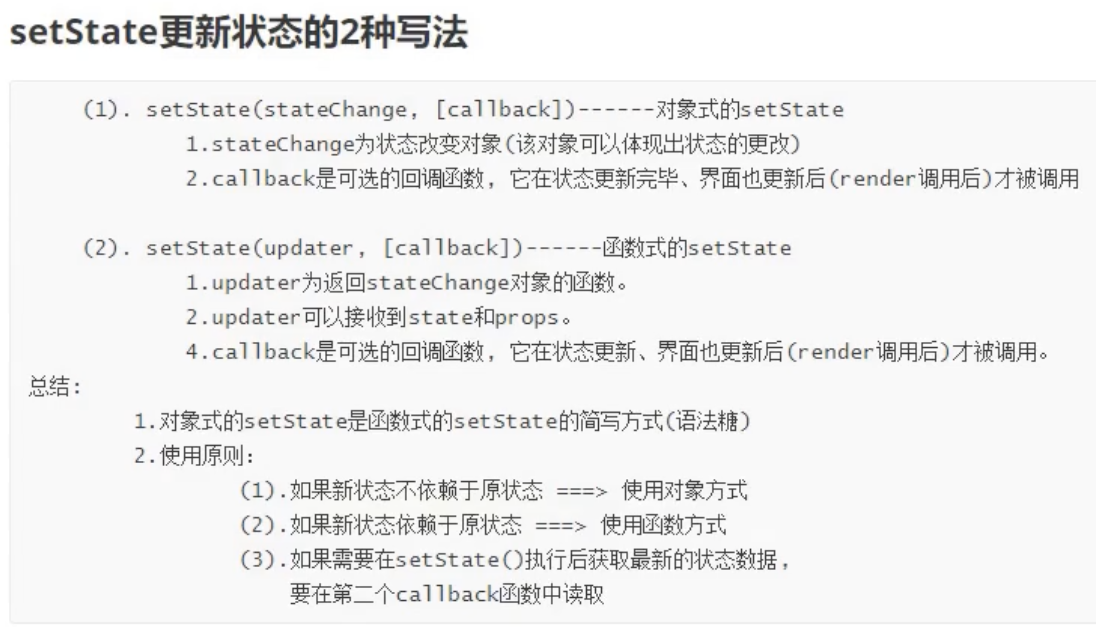 setState更新状态的2种写法
(1). setState(stateChange, [callback])------对象式的setState
1.stateChange为状态改变对象(该对象可以体现出状态的更改)
2.callback是可选的回调函数, 它在状态更新完毕、界面也更新后(render调用后)才被调用
(2). setState(updater, [callback])------函数式的setState
1.updater为返回stateChange对象的函数。
2.updater可以接收到state和props。
4.callback是可选的回调函数, 它在状态更新、界面也更新后(render调用后)才被调用。
总结:
1.对象式的setState是函数式的setState的简写方式(语法糖)
2.使用原则:
(1).如果新状态不依赖于原状态 ===> 使用对象方式
(2).如果新状态依赖于原状态 ===> 使用函数方式
(3).如果需要在setState()执行后获取最新的状态数据,
要在第二个callback函数中读取